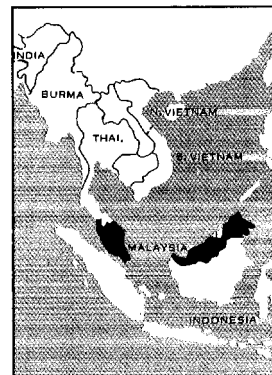 INDIA
BURMA
N. VIETNAM
THAI.
S. VIETNAM
MALAYSIA
INDONESIA